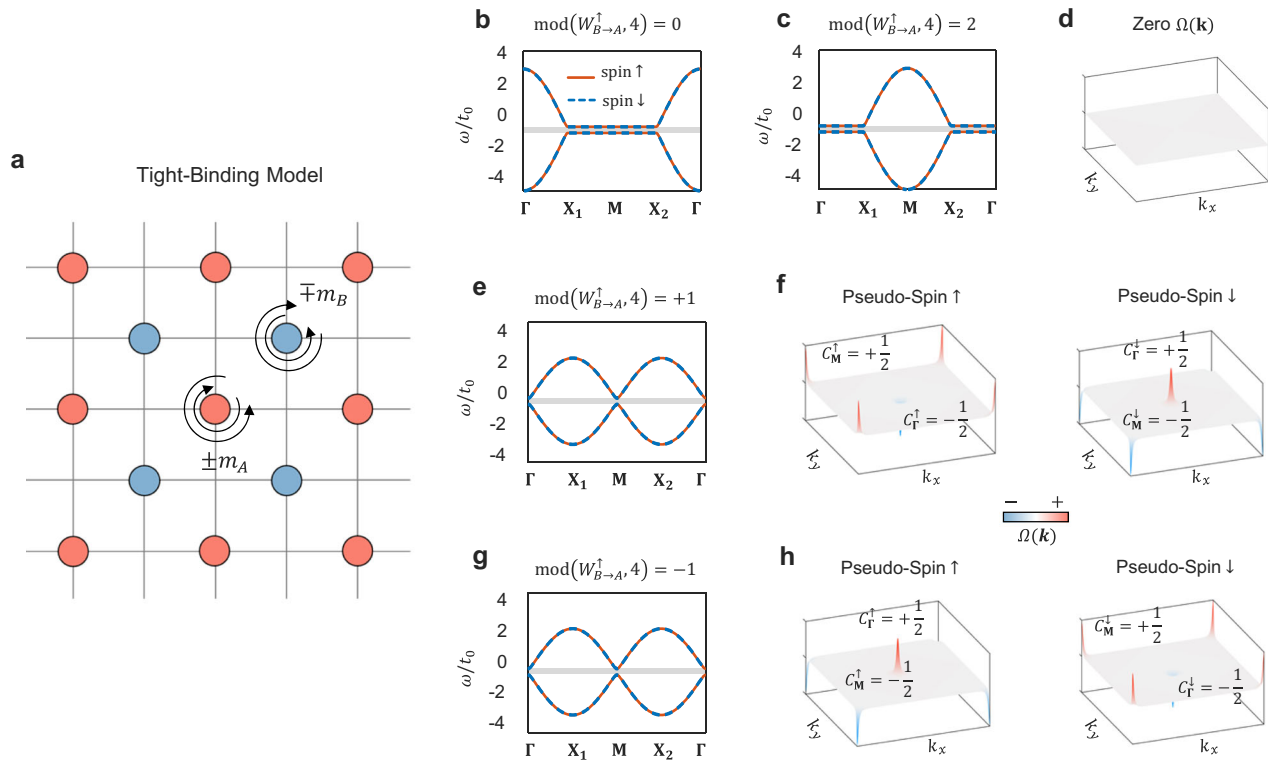 a
Tight-Binding Model
∓m_B
±m_A
b
mod(W^↑_{B→A}, 4) = 0
4
2
0
-2
-4
ω/t_0
spin ↑
spin ↓
Γ X_1 M X_2 Γ
c
mod(W^↑_{B→A}, 4) = 2
4
2
0
-2
-4
ω/t_0
Γ X_1 M X_2 Γ
d
Zero Ω(k)
k_y
k_x
e
mod(W^↑_{B→A}, 4) = +1
4
2
0
-2
-4
ω/t_0
Γ X_1 M X_2 Γ
f
Pseudo-Spin ↑
C^↑_M = +1/2
C^↑_Γ = −1/2
k_y
k_x
Pseudo-Spin ↓
C^↓_Γ = +1/2
C^↓_M = −1/2
k_y
k_x
− +
Ω(k)
g
mod(W^↑_{B→A}, 4) = −1
4
2
0
-2
-4
ω/t_0
Γ X_1 M X_2 Γ
h
Pseudo-Spin ↑
C^↑_Γ = +1/2
C^↑_M = −1/2
k_y
k_x
Pseudo-Spin ↓
C^↓_M = +1/2
C^↓_Γ = −1/2
k_y
k_x